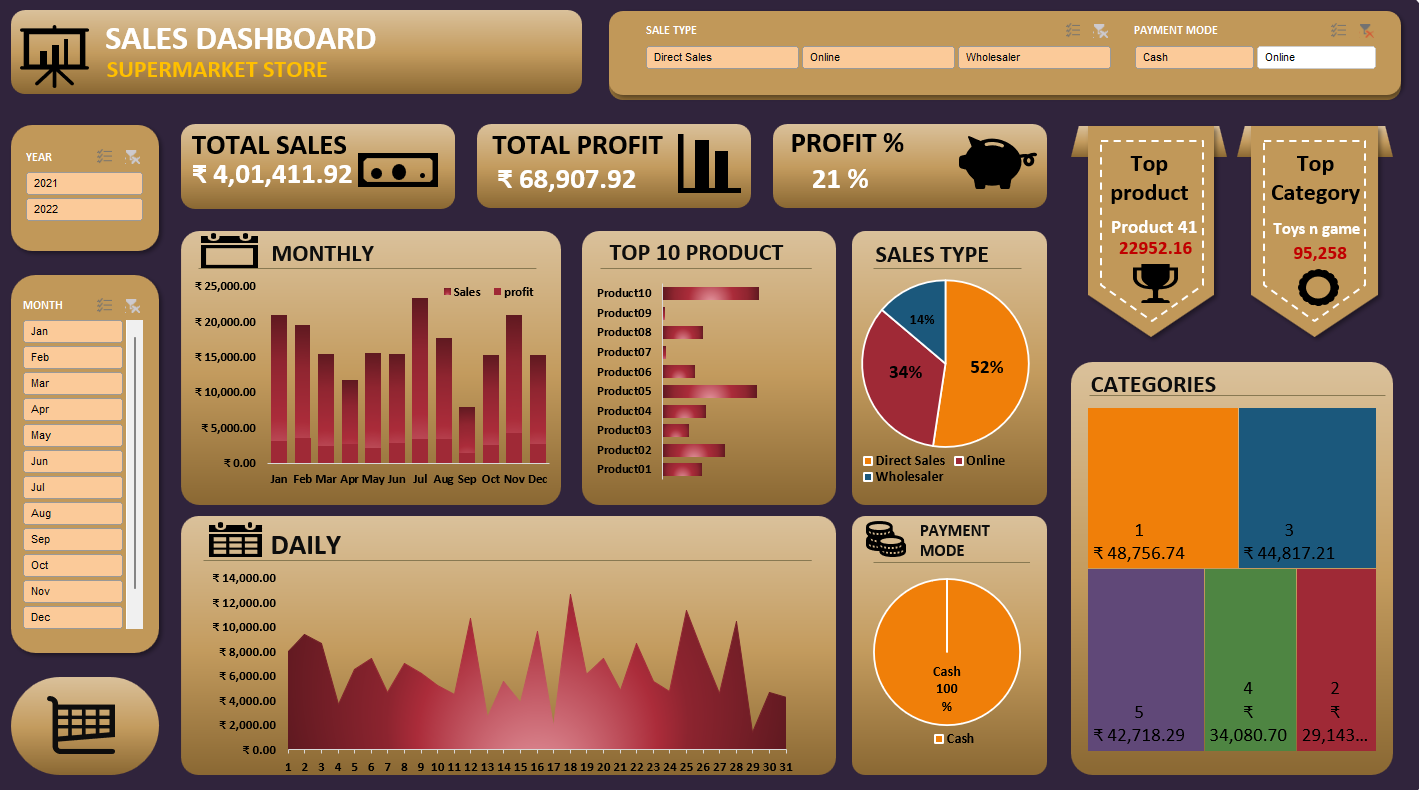 SALES DASHBOARD
SUPERMARKET STORE
SALE TYPE
Direct Sales
Online
Wholesaler
PAYMENT MODE
Cash
Online
YEAR
2021
2022
TOTAL SALES
₹ 4,01,411.92
TOTAL PROFIT
₹ 68,907.92
PROFIT %
21 %
Top
product
Product 41
22952.16
Top
Category
Toys n game
95,258
MONTH
Jan
Feb
Mar
Apr
May
Jun
Jul
Aug
Sep
Oct
Nov
Dec
MONTHLY
Sales profit
₹ 25,000.00
₹ 20,000.00
₹ 15,000.00
₹ 10,000.00
₹ 5,000.00
₹ 0.00
Jan Feb Mar Apr May Jun Jul Aug Sep Oct Nov Dec
TOP 10 PRODUCT
Product10
Product09
Product08
Product07
Product06
Product05
Product04
Product03
Product02
Product01
SALES TYPE
14%
34%
52%
Direct Sales Online
Wholesaler
DAILY
₹ 14,000.00
₹ 12,000.00
₹ 10,000.00
₹ 8,000.00
₹ 6,000.00
₹ 4,000.00
₹ 2,000.00
₹ 0.00
1 2 3 4 5 6 7 8 9 10 11 12 13 14 15 16 17 18 19 20 21 22 23 24 25 26 27 28 29 30 31
PAYMENT
MODE
Cash
100
%
Cash
CATEGORIES
1
₹ 48,756.74
3
₹ 44,817.21
5
₹ 42,718.29
4
₹
34,080.70
2
₹
29,143...